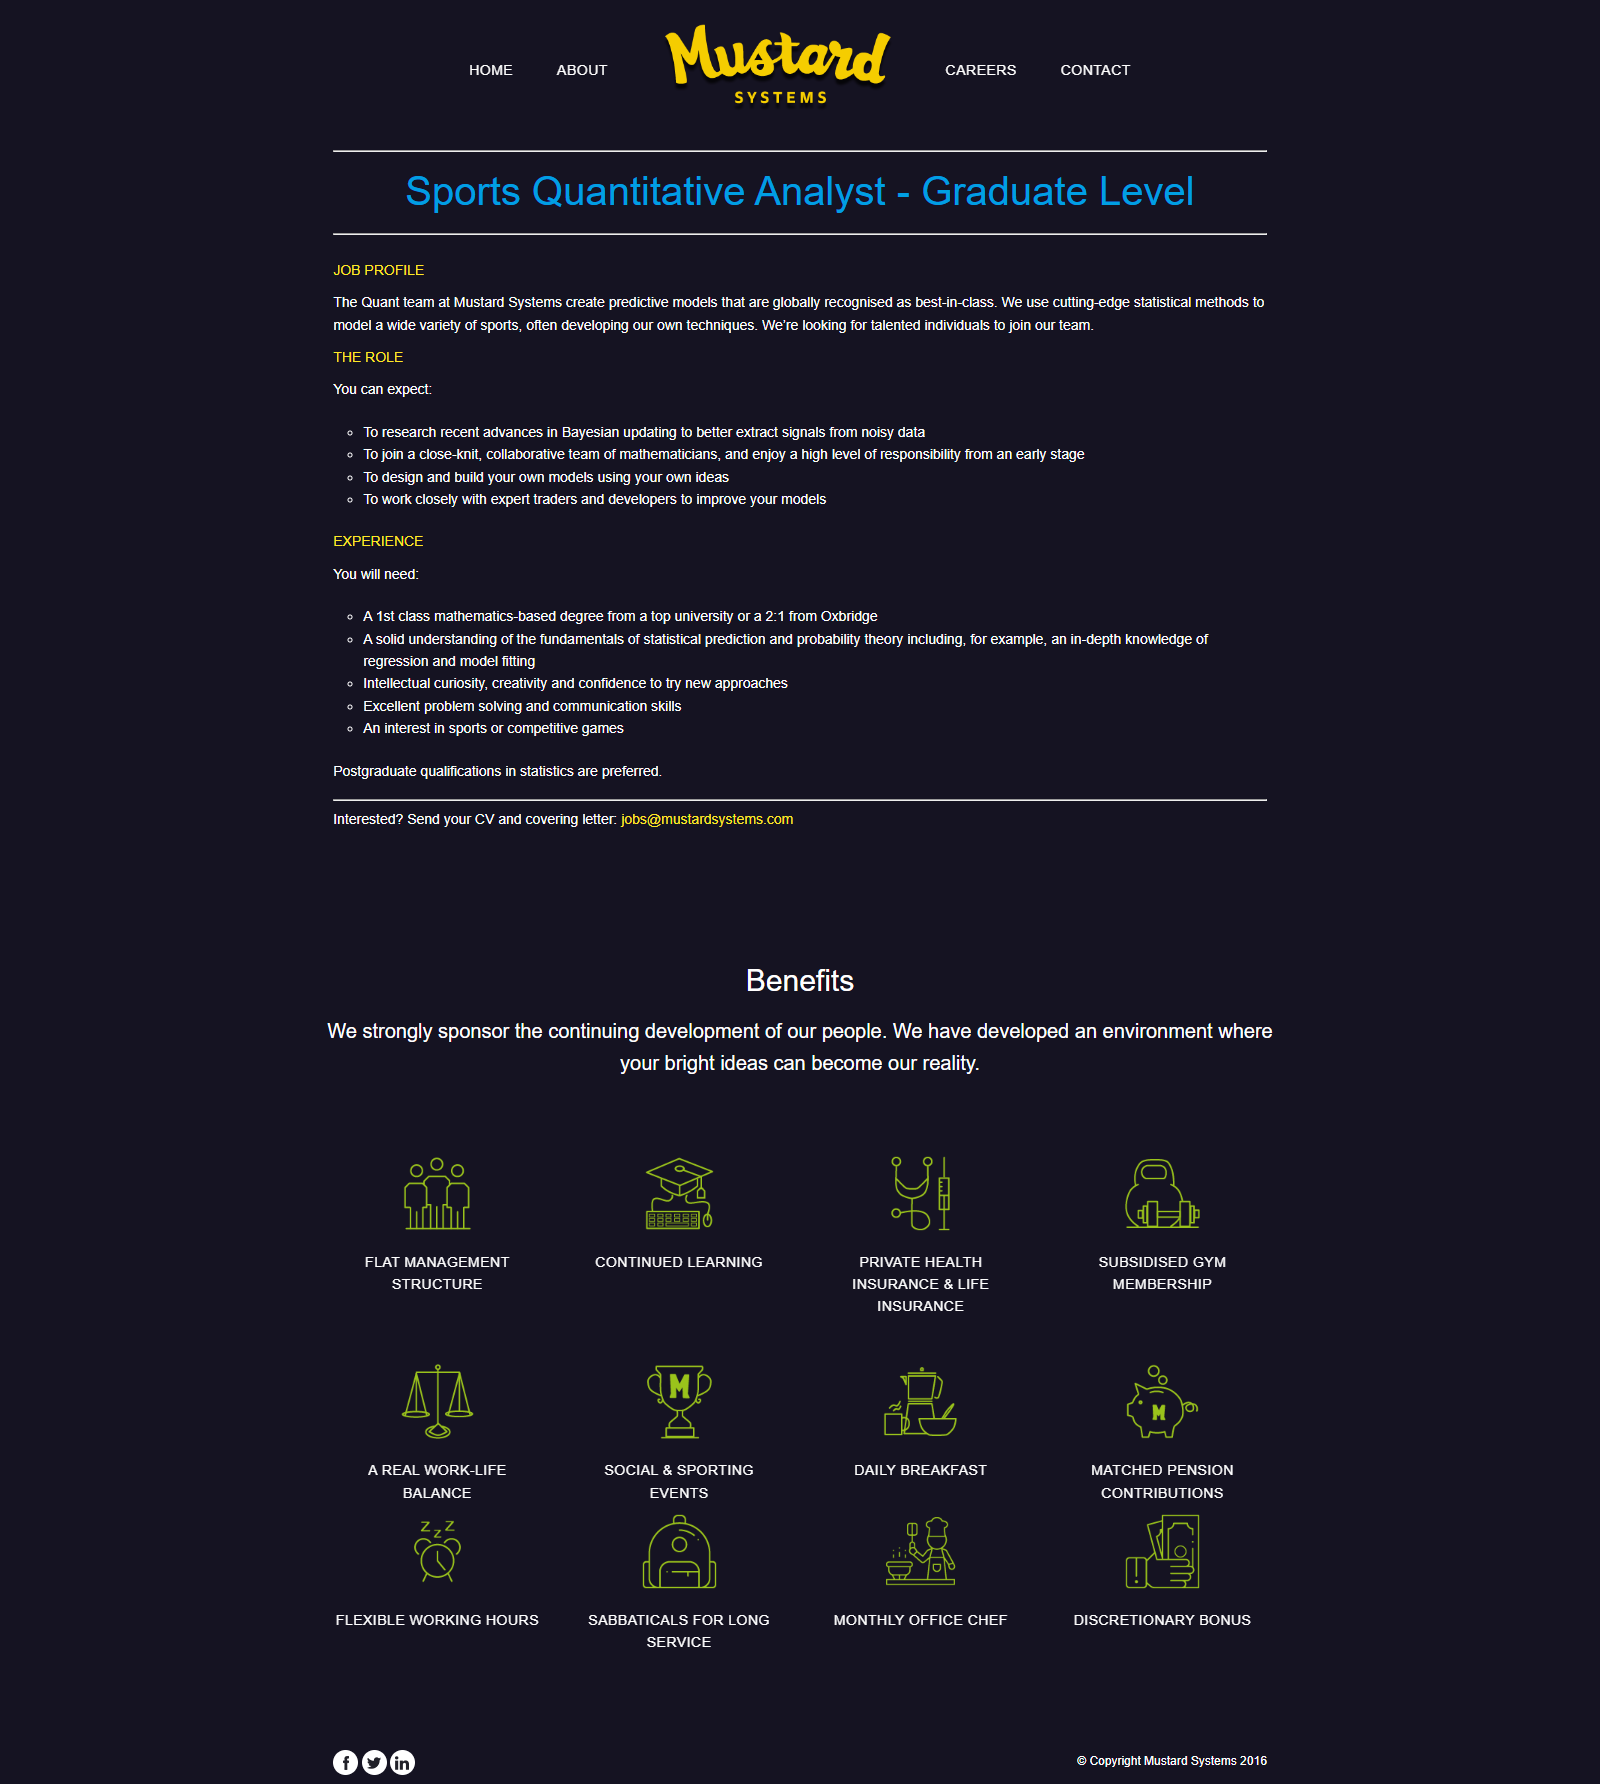 HOME
ABOUT
Mustard
SYSTEMS
CAREERS
CONTACT
Sports Quantitative Analyst - Graduate Level
JOB PROFILE
The Quant team at Mustard Systems create predictive models that are globally recognised as best-in-class. We use cutting-edge statistical methods to
model a wide variety of sports, often developing our own techniques. We're looking for talented individuals to join our team.
THE ROLE
You can expect:
To research recent advances in Bayesian updating to better extract signals from noisy data
To join a close-knit, collaborative team of mathematicians, and enjoy a high level of responsibility from an early stage
To design and build your own models using your own ideas
To work closely with expert traders and developers to improve your models
EXPERIENCE
You will need:
A 1st class mathematics-based degree from a top university or a 2:1 from Oxbridge
A solid understanding of the fundamentals of statistical prediction and probability theory including, for example, an in-depth knowledge of
regression and model fitting
Intellectual curiosity, creativity and confidence to try new approaches
Excellent problem solving and communication skills
An interest in sports or competitive games
Postgraduate qualifications in statistics are preferred.
Interested? Send your CV and covering letter: jobs@mustardsystems.com
Benefits
We strongly sponsor the continuing development of our people. We have developed an environment where
your bright ideas can become our reality.
FLAT MANAGEMENT
STRUCTURE
CONTINUED LEARNING
PRIVATE HEALTH
INSURANCE & LIFE
INSURANCE
SUBSIDISED GYM
MEMBERSHIP
M
M
A REAL WORK-LIFE
BALANCE
SOCIAL & SPORTING
EVENTS
DAILY BREAKFAST
MATCHED PENSION
CONTRIBUTIONS
Z Z Z
FLEXIBLE WORKING HOURS
SABBATICALS FOR LONG
SERVICE
MONTHLY OFFICE CHEF
DISCRETIONARY BONUS
f
in
© Copyright Mustard Systems 2016